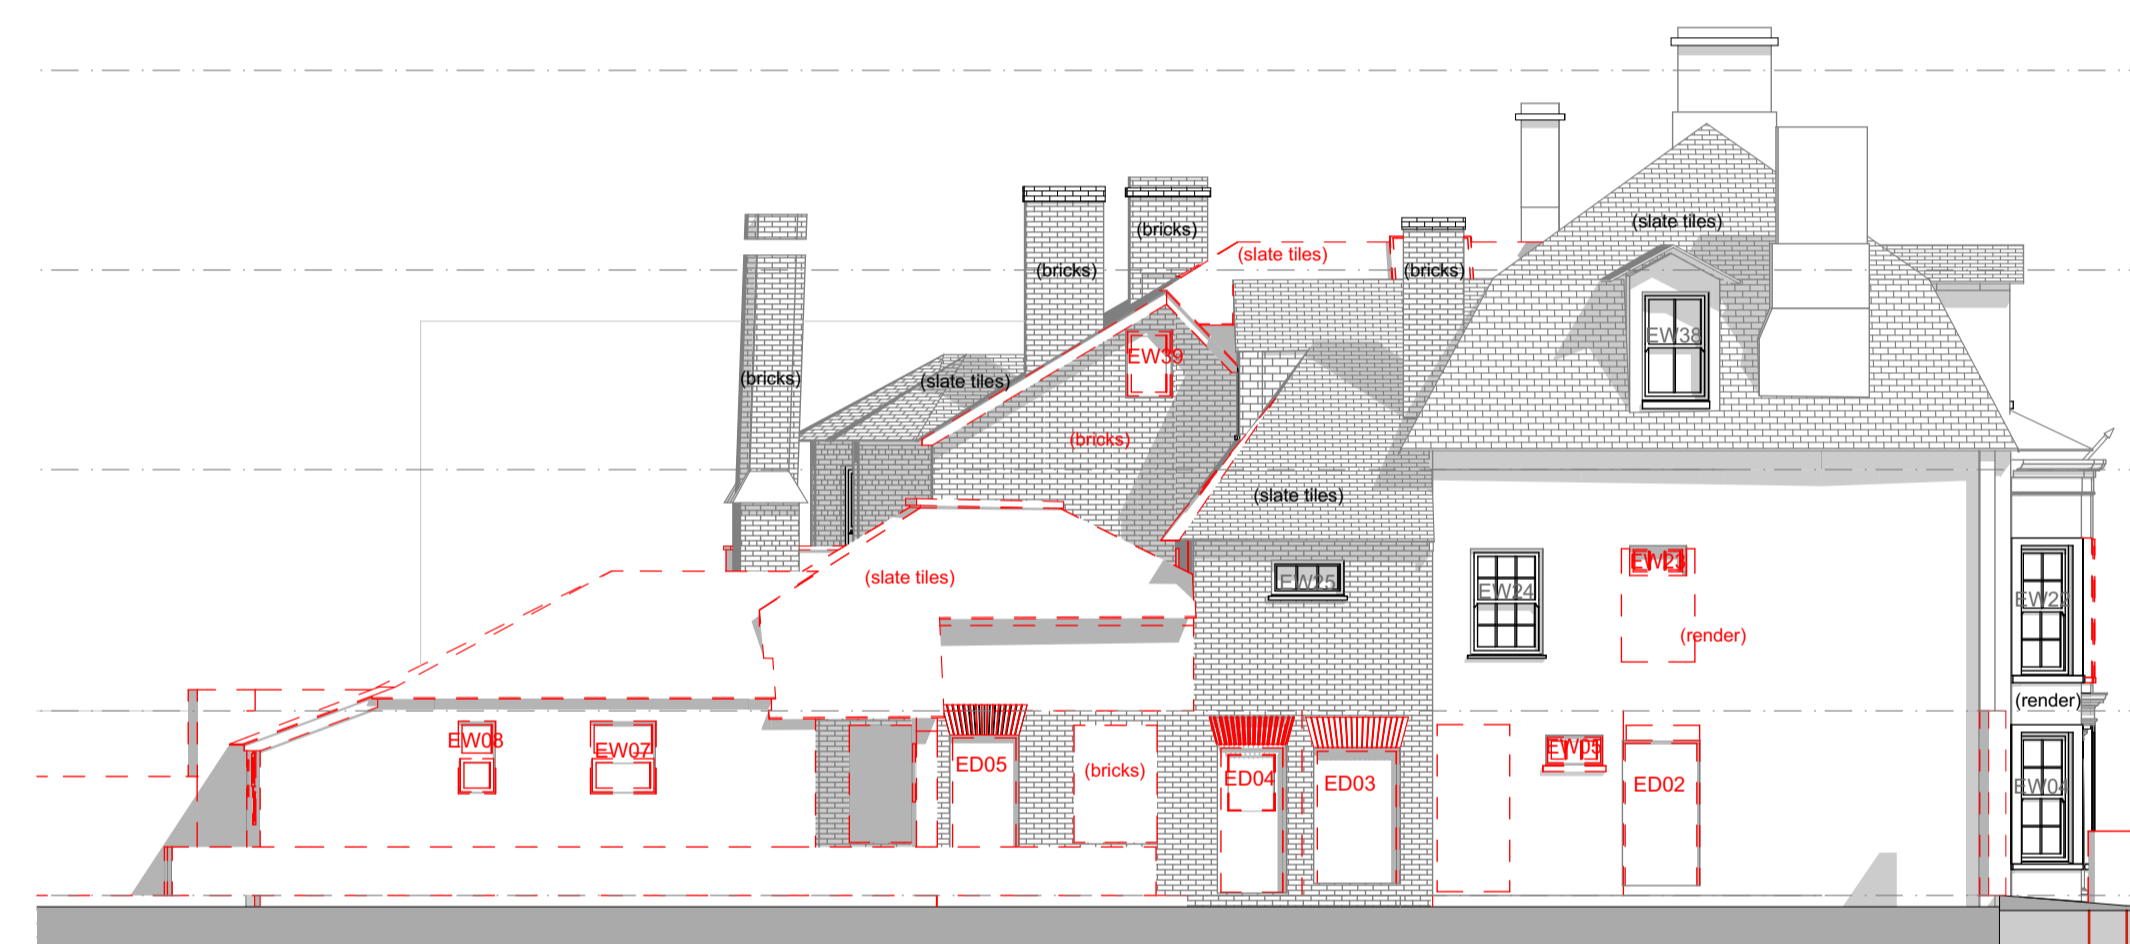 (slate tiles)
(bricks)
(slate tiles)
(bricks)
(bricks)
EW38
EW39
(bricks)
(slate tiles)
(bricks)
(slate tiles)
EW23
(slate tiles)
EW25
EW24
EW22
(render)
(render)
EW08
EW07
EW05
ED05
(bricks)
ED04
ED03
ED02
EW04